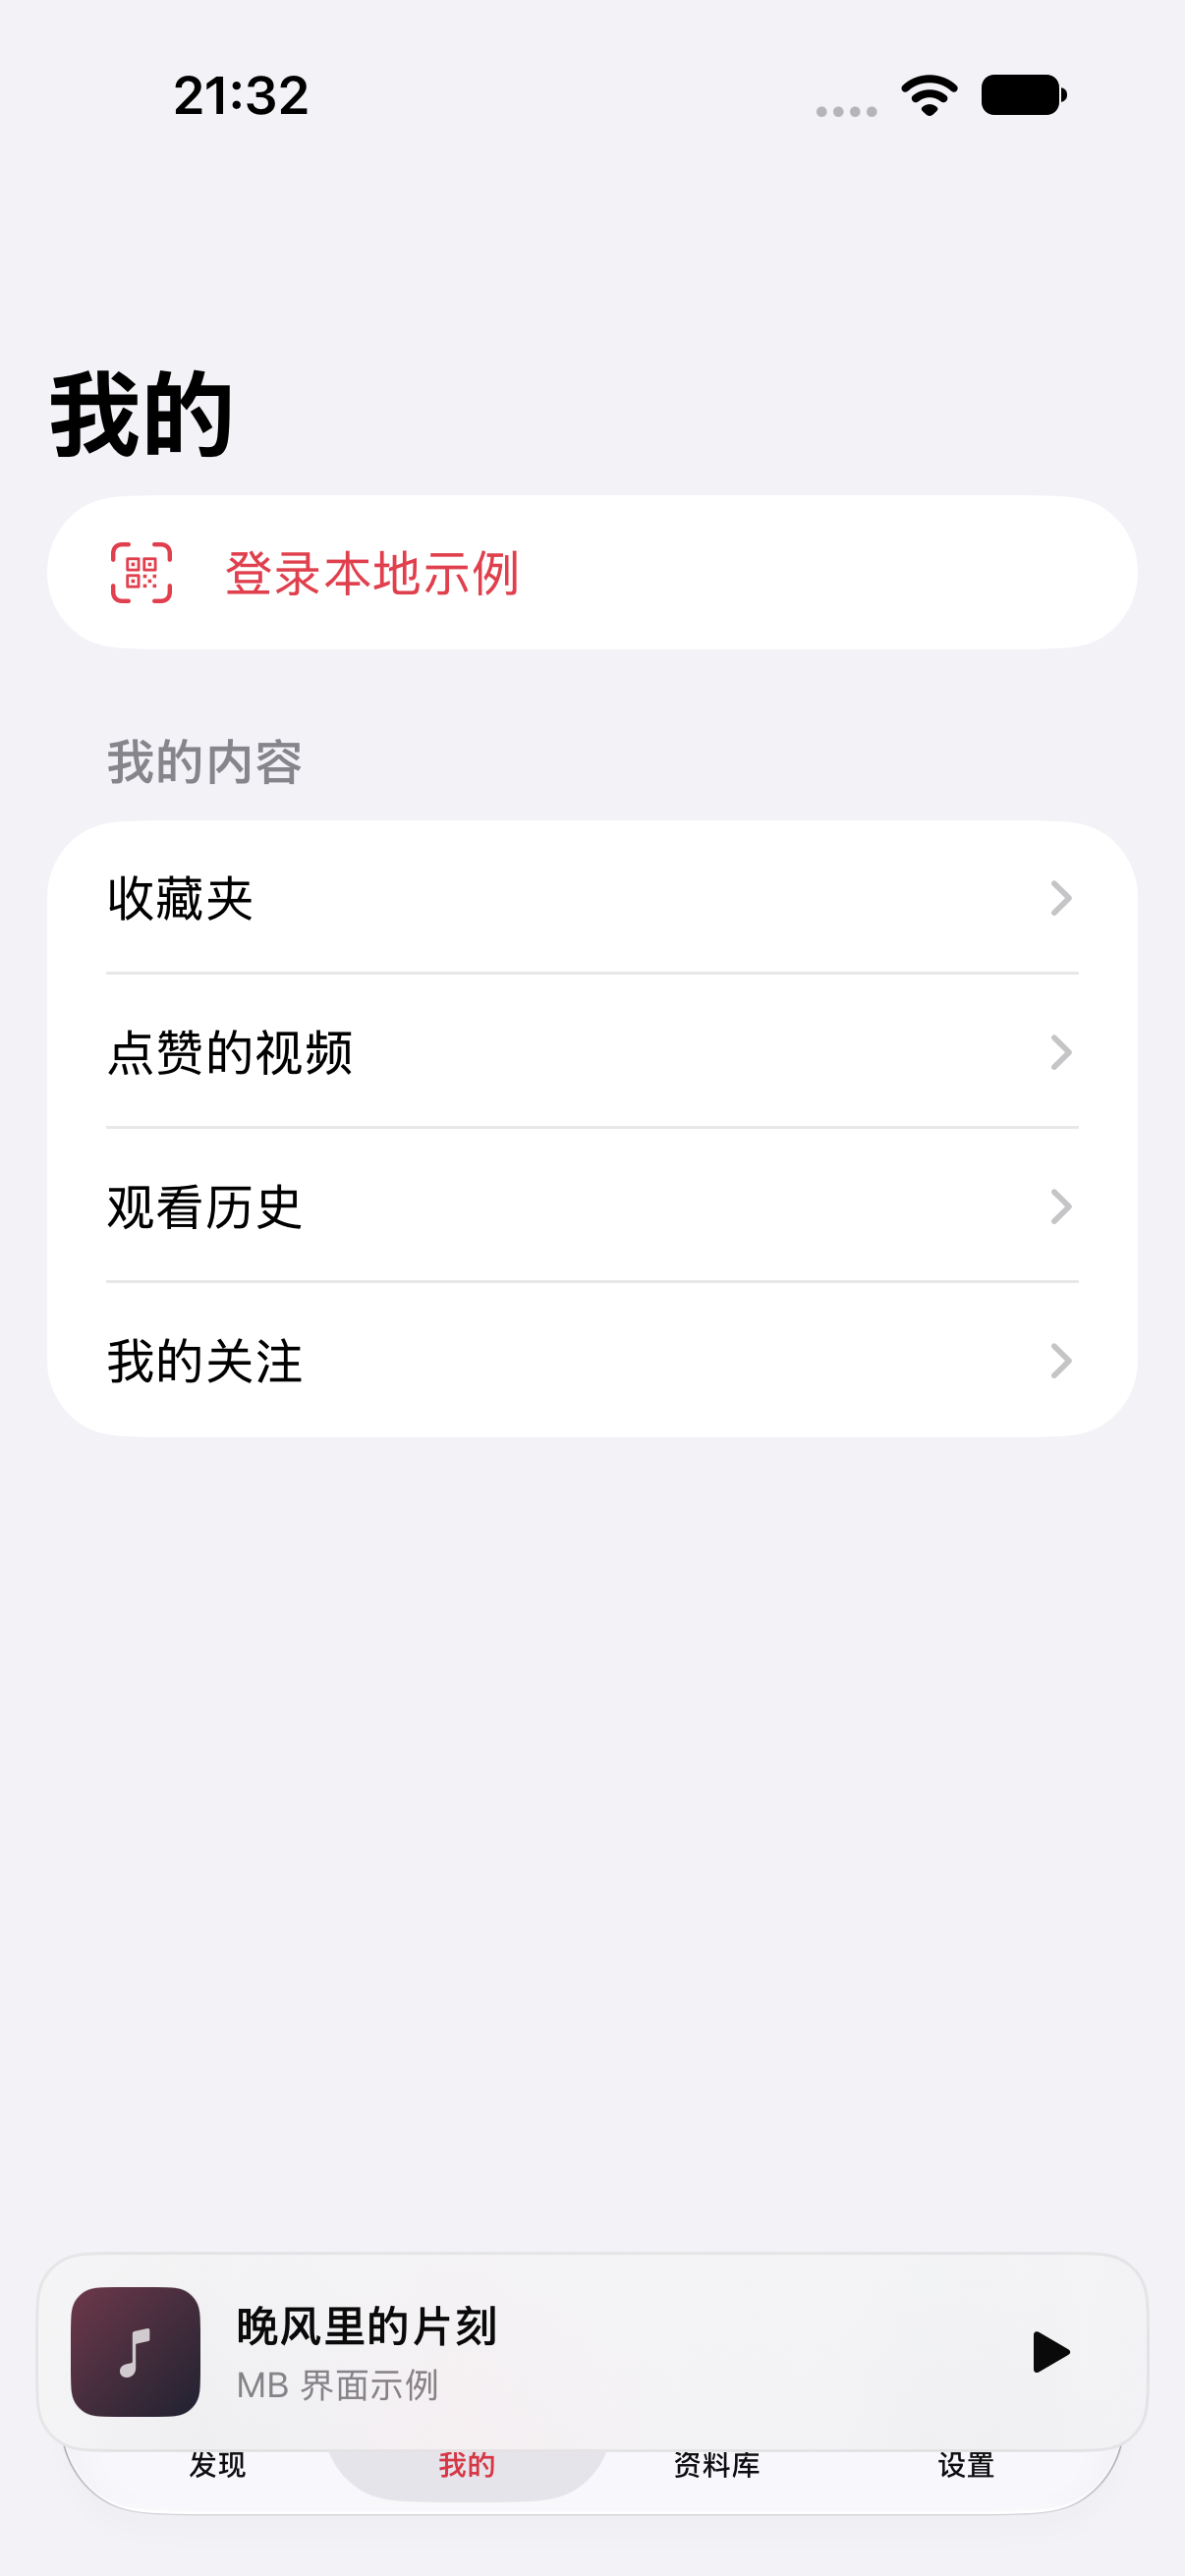 21:32
我的
登录本地示例
我的内容
收藏夹
点赞的视频
观看历史
我的关注
晚风里的片刻
MB 界面示例
发现
我的
资料库
设置